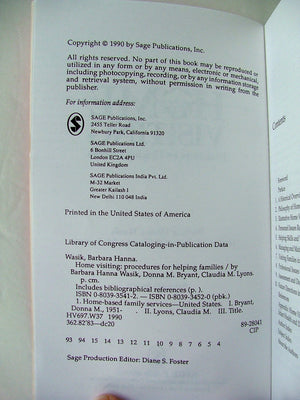 Copyright © 1990 by Sage Publications, Inc.
All rights reserved. No part of this book may be reproduced or
utilized in any form or by any means, electronic or mechanical,
including photocopying, recording, or by any information storage
and retrieval system, without permission in writing from the
publisher.
For information address:
S
SAGE Publications, Inc.
2455 Teller Road
Newbury Park, California 91320
SAGE Publications Ltd.
6 Bonhill Street
London EC2A 4PU
United Kingdom
SAGE Publications India Pvt. Ltd.
M-32 Market
Greater Kailash I
New Delhi 110 048 India
Printed in the United States of America
Library of Congress Cataloging-in-Publication Data
Wasik, Barbara Hanna.
Home visiting: procedures for helping families / by
Barbara Hanna Wasik, Donna M. Bryant, Claudia M. Lyons
p. cm.
Includes bibliographical references (p. ).
ISBN 0-8039-3541-2. — ISBN 0-8039-3452-0 (pbk.)
1. Home-based family services—United States. I. Bryant,
Donna M., 1951- . II. Lyons, Claudia M. III. Title.
HV697.W37 1990
362.82'83—dc20 89-28041
CIP
93 94 15 14 13 12 11 10 9 8 7 6 5 4
Sage Production Editor: Diane S. Foster
Contents
Foreword
Preface